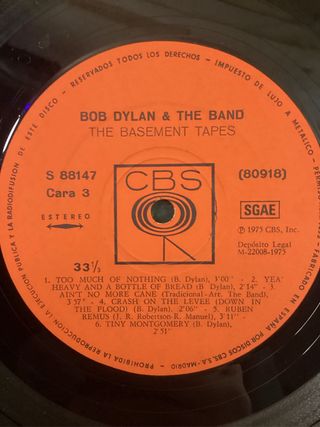 RESERVADOS TODOS LOS DERECHOS - IMPUESTO DE LUJO A METALICO - PERMISO
EN ESPAÑA POR DISCOS CBS, S.A. MADRID - PROHIBIDA LA REPRODUCCION, LA EJECUCION PUBLICA Y LA RADIODIFUSION DE ESTE DISCO -
BOB DYLAN & THE BAND
THE BASEMENT TAPES
S 88147
CBS
(80918)
Cara 3
SGAE
ESTEREO
℗ 1975 CBS, Inc.
Depósito Legal
M-22008-1975
33⅓
1. TOO MUCH OF NOTHING (B. Dylan), 3'00" - 2. YEA'
HEAVY AND A BOTTLE OF BREAD (B. Dylan), 2'14" - 3.
AIN'T NO MORE CANE (Tradicional-Arr. The Band),
3'57" - 4. CRASH ON THE LEVEE (DOWN IN
THE FLOOD) (B. Dylan), 2'06" - 5. RUBEN
REMUS (J. R. Robertson R. Manuel), 3'11" -
6. TINY MONTGOMERY (B. Dylan),
2'51"